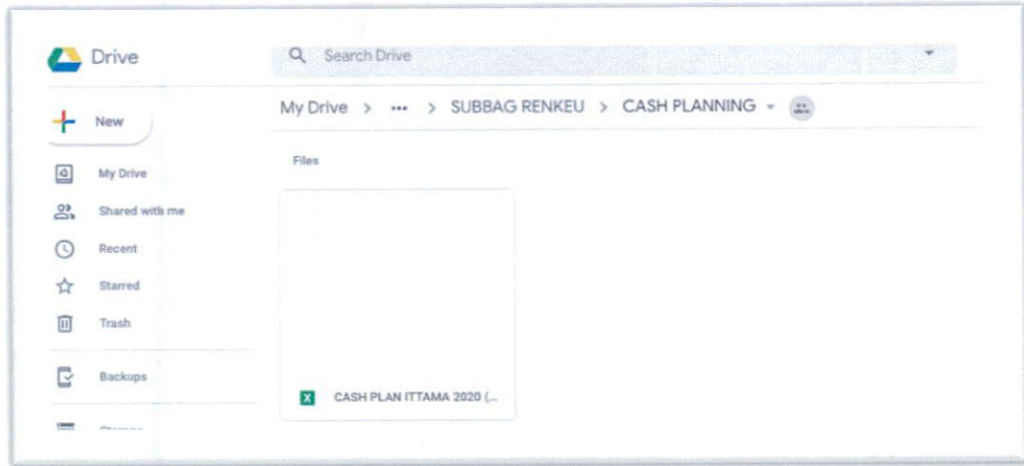 Drive
Search Drive
My Drive > ... > SUBBAG RENKEU > CASH PLANNING
New
Files
My Drive
Shared with me
Recent
Starred
Trash
Backups
CASH PLAN ITTAMA 2020 (...